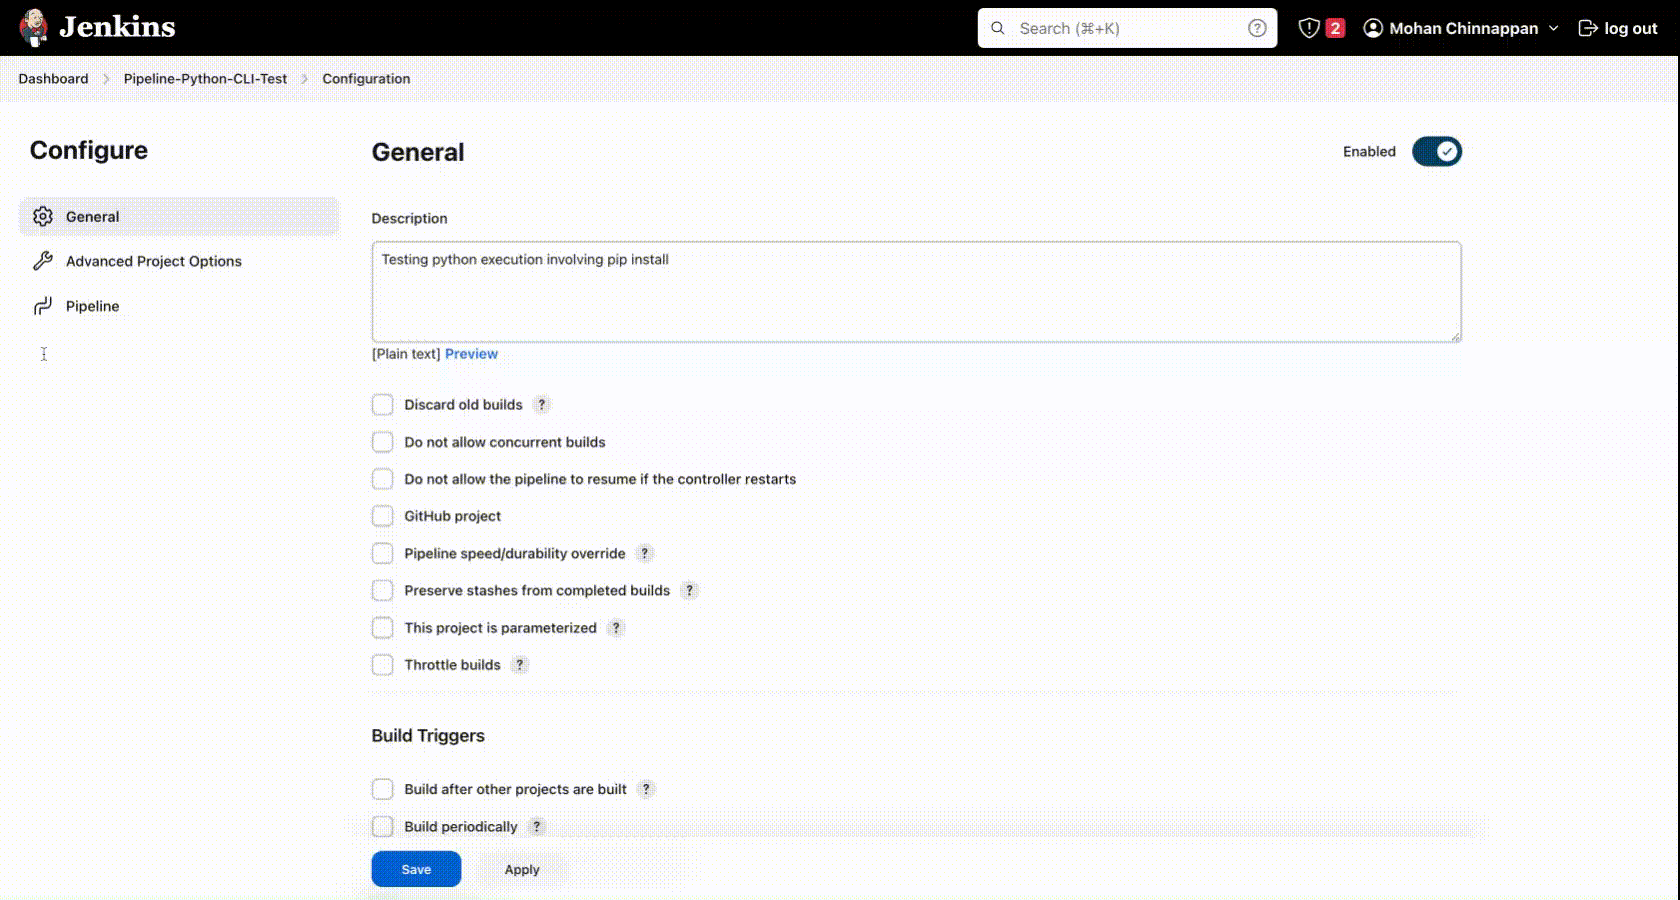 Jenkins
Search (⌘+K)
?
2
Mohan Chinnappan
log out
Dashboard
Pipeline-Python-CLI-Test
Configuration
Configure
General
Advanced Project Options
Pipeline
General
Enabled
Description
Testing python execution involving pip install
[Plain text] Preview
Discard old builds ?
Do not allow concurrent builds
Do not allow the pipeline to resume if the controller restarts
GitHub project
Pipeline speed/durability override ?
Preserve stashes from completed builds ?
This project is parameterized ?
Throttle builds ?
Build Triggers
Build after other projects are built ?
Build periodically ?
Save
Apply